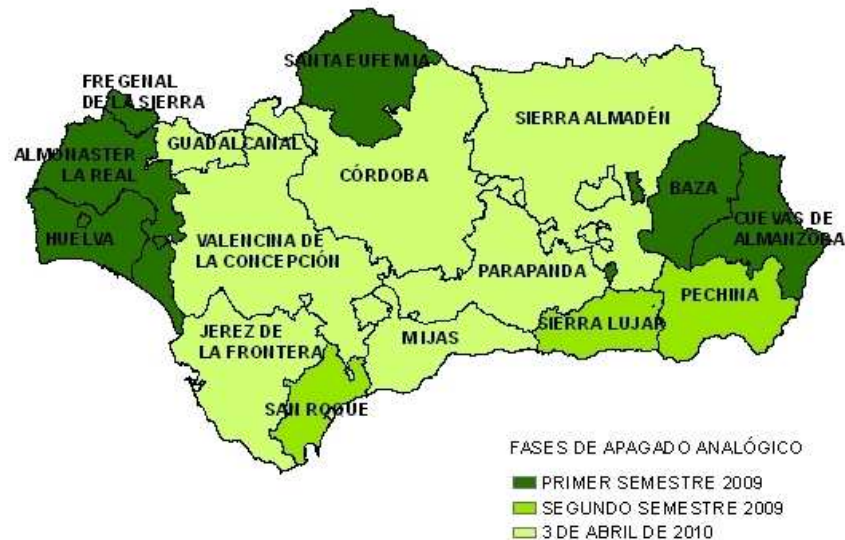 SANTA EUFEMIA
FREGENAL
DE LA SIERRA
SIERRA ALMADÉN
GUADALCANAL
ALMONASTER
LA REAL
CÓRDOBA
BAZA
CUEVAS DE
ALMANZORA
HUELVA
VALENCINA DE
LA CONCEPCIÓN
PARAPANDA
PECHINA
SIERRA LUJAR
JEREZ DE
LA FRONTERA
MIJAS
SAN ROQUE
FASES DE APAGADO ANALÓGICO
PRIMER SEMESTRE 2009
SEGUNDO SEMESTRE 2009
3 DE ABRIL DE 2010